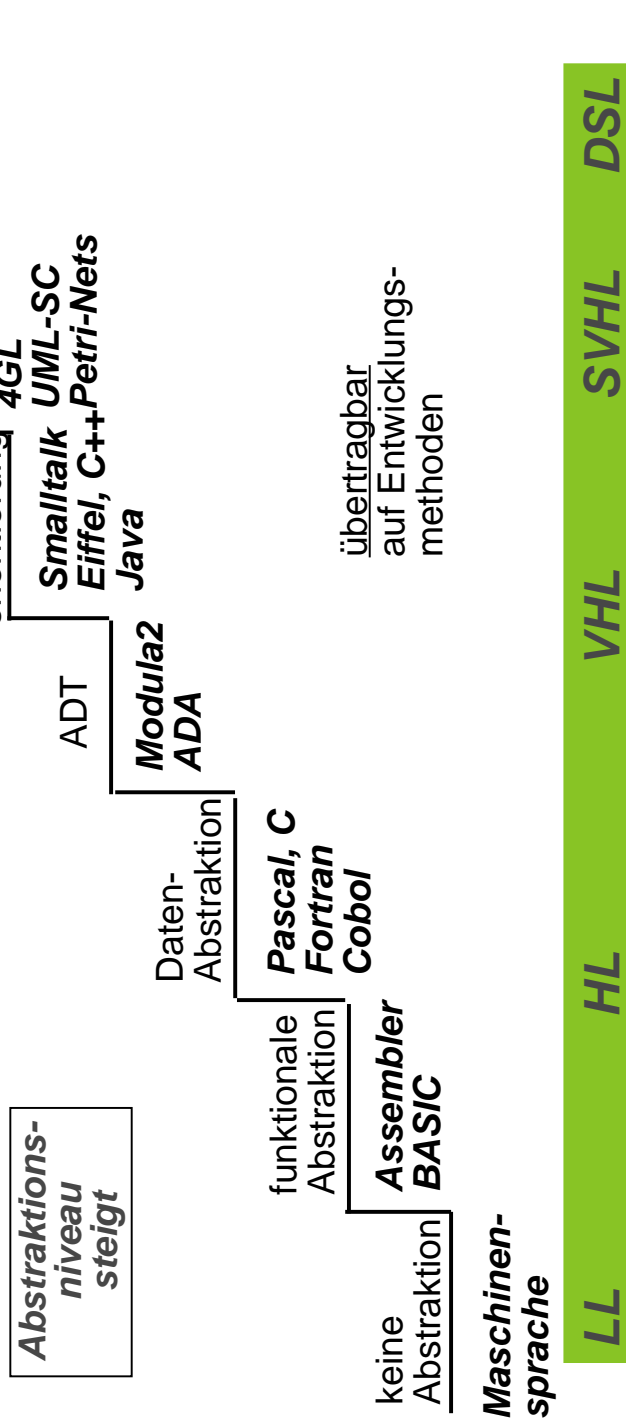 Abstraktions-
niveau
steigt
keine
Abstraktion
Maschinen-
sprache
funktionale
Abstraktion
Assembler
BASIC
Daten-
Abstraktion
Pascal, C
Fortran
Cobol
ADT
Modula2
ADA
Smalltalk
Eiffel, C++
Java
4GL
UML-SC
Petri-Nets
übertragbar
auf Entwicklungs-
methoden
LL HL VHL SVHL DSL